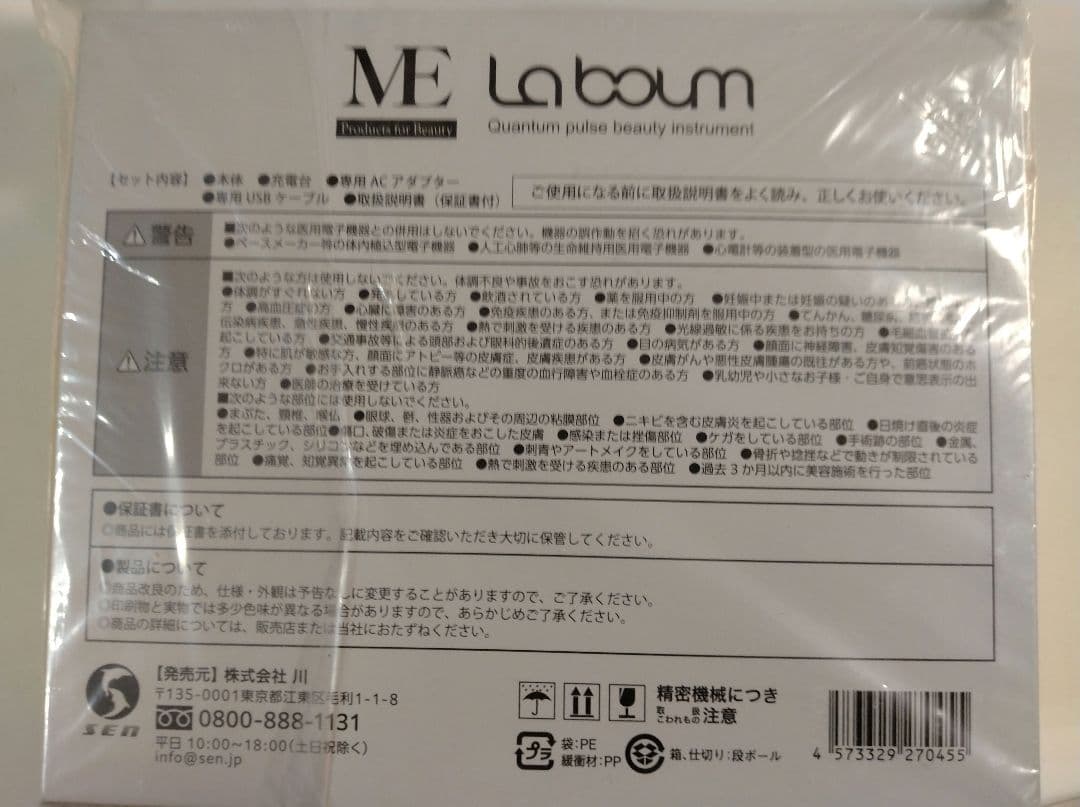 ME Laboum
Products for Beauty
Quantum pulse beauty instrument
【セット内容】 ●本体 ●充電台 ●専用ACアダプター
●専用USBケーブル ●取扱説明書（保証書付）
ご使用になる前に取扱説明書をよく読み、正しくお使いください。
警告
■次のような医用電子機器との併用はしないでください。機器の誤作動を招く恐れがあります。
●ペースメーカー等の体内植込型電子機器 ●人工心肺等の生命維持用医用電子機器 ●心電計等の装着型の医用電子機器
注意
■次のような方は使用しないでください。体調不良や事故をおこす恐れがあります。
●体調がすぐれない方 ●発熱している方 ●飲酒されている方 ●薬を服用中の方 ●妊娠中または妊娠の疑いのあ
方 ●高血圧症の方 ●心臓に障害のある方 ●免疫疾患のある方、または免疫抑制剤を服用中の方 ●てんかん、糖尿病、
伝染病疾患、急性疾患、慢性疾患のある方 ●熱で刺激を受ける疾患のある方 ●光線過敏に係る疾患をお持ちの方 ●毛細血管
起こしている方 ●交通事故等による頭部および眼科的後遺症のある方 ●目の病気がある方 ●顔面に神経障害、皮膚知覚傷害のある
方 ●特に肌が敏感な方、顔面にアトピー等の皮膚症、皮膚疾患がある方 ●皮膚がんや悪性皮膚腫瘍の既往がある方や、前癌状態のホ
クロがある方 ●お手入れする部位に静脈瘤などの重度の血行障害や血栓症のある方 ●乳幼児や小さなお子様・ご自身で意思表示の出
来ない方 ●医師の治療を受けている方
■次のような部位には使用しないでください。
●まぶた、頸椎、喉仏 ●眼球、髭、性器およびその周辺の粘膜部位 ●ニキビを含む皮膚炎を起こしている部位 ●日焼け直後の炎症
を起こしている部位●傷口、破傷または炎症をおこした皮膚 ●感染または挫傷部位 ●ケガをしている部位 ●手術跡の部位 ●金属、
プラスチック、シリコンなどを埋め込んである部位 ●刺青やアートメイクをしている部位 ●骨折や捻挫などで動きが制限されている
部位 ●痛覚、知覚異常を起こしている部位 ●熱で刺激を受ける疾患のある部位 ●過去3か月以内に美容施術を行った部位
●保証書について
◎商品には保証書を添付しております。記載内容をご確認いただき大切に保管してください。
●製品について
◎商品改良のため、仕様・外観は予告なしに変更することがありますので、ご了承ください。
◎印刷物と実物では多少色味が異なる場合がありますので、あらかじめご了承ください。
◎商品の詳細については、販売店または当社におたずねください。
SEN
【発売元】株式会社 川
〒135-0001東京都江東区毛利1-1-8
0800-888-1131
平日 10:00〜18:00(土日祝除く)
info@sen.jp
精密機械につき
取扱注意
こわれもの
プラ
袋:PE
緩衝材:PP
箱、仕切り:段ボール
4 573329 270455